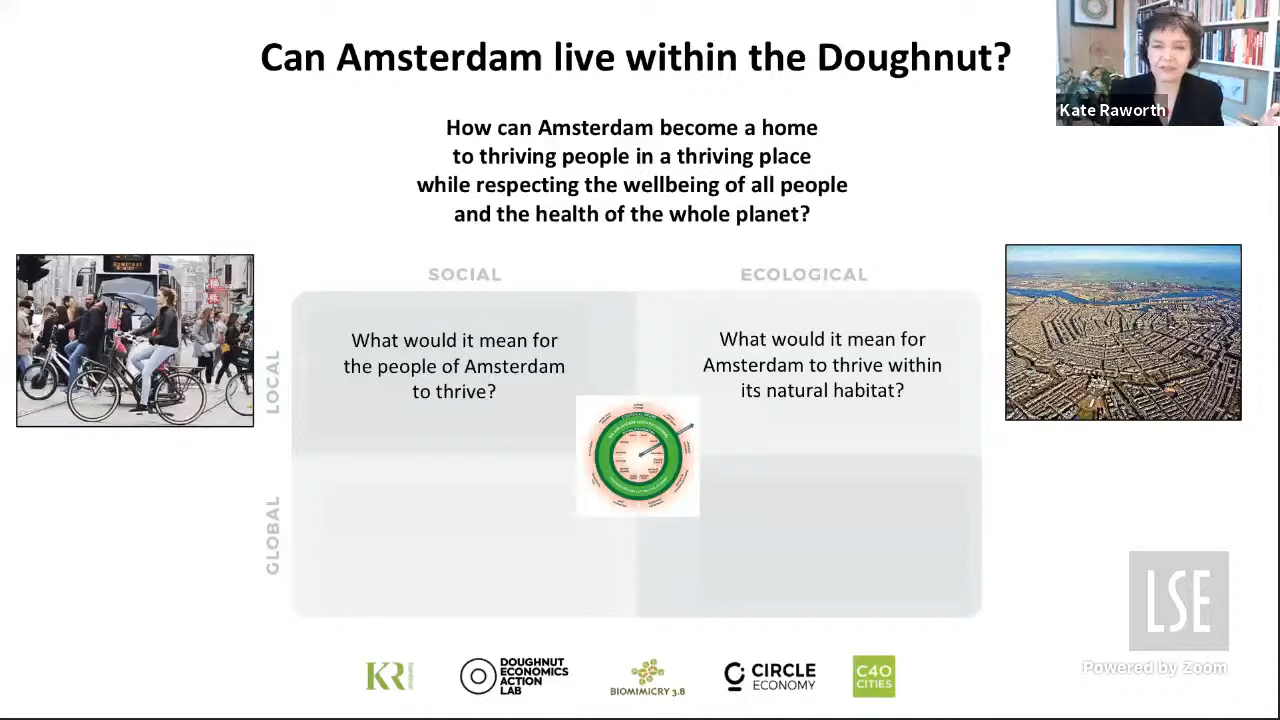 Can Amsterdam live within the Doughnut?
Kate Raworth
How can Amsterdam become a home
to thriving people in a thriving place
while respecting the wellbeing of all people
and the health of the whole planet?
SOCIAL
ECOLOGICAL
LOCAL
What would it mean for
the people of Amsterdam
to thrive?
What would it mean for
Amsterdam to thrive within
its natural habitat?
GLOBAL
LSE
Powered by Zoom
KR
DOUGHNUT
ECONOMICS
ACTION
LAB
BIOMIMICRY 3.8
CIRCLE
ECONOMY
C40
CITIES